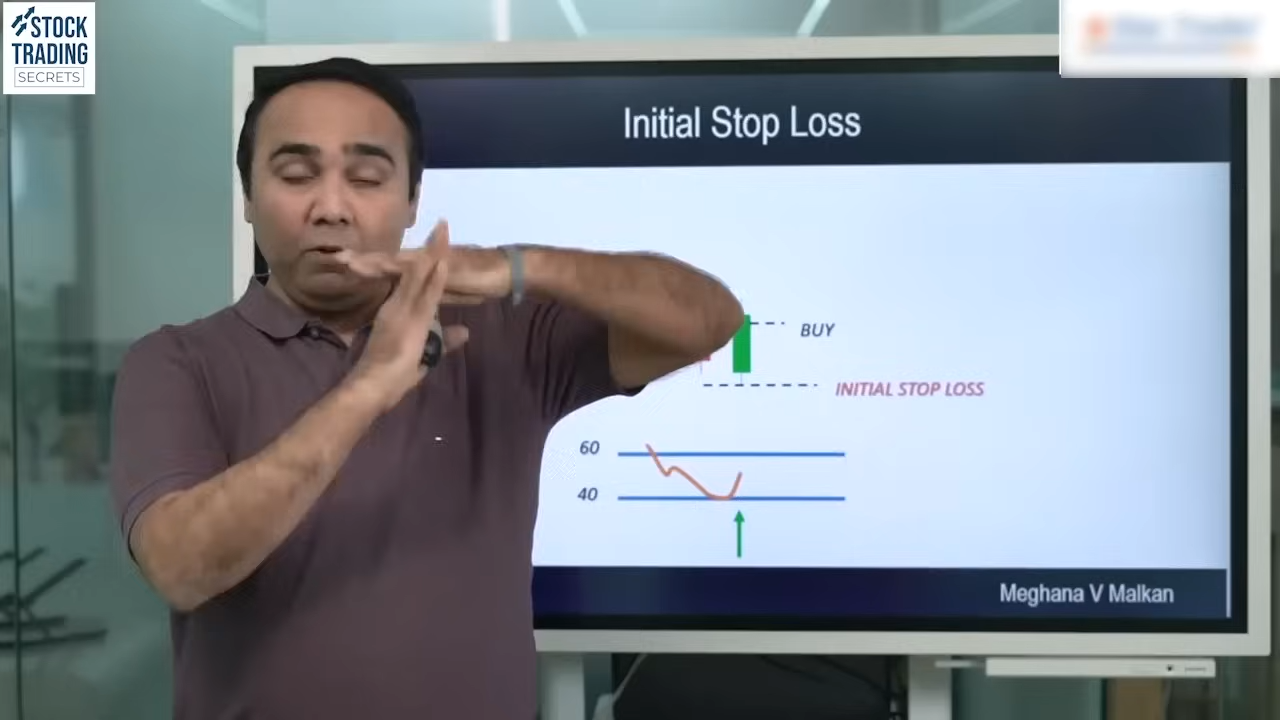 STOCK
TRADING
SECRETS
Initial Stop Loss
BUY
INITIAL STOP LOSS
60
40
Meghana V Malkan